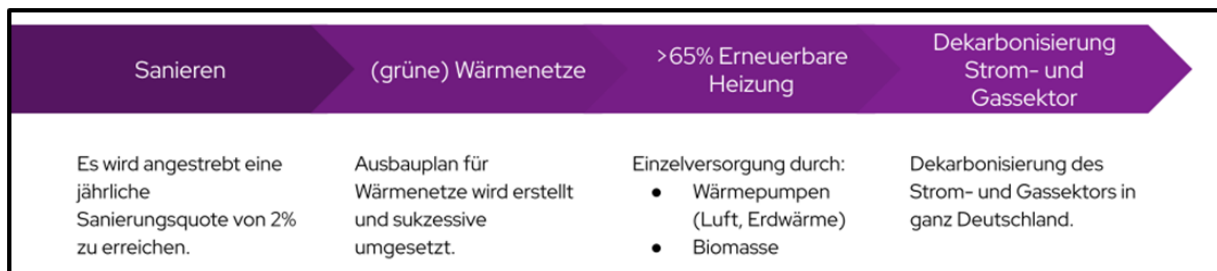 Sanieren
(grüne) Wärmenetze
>65% Erneuerbare
Heizung
Dekarbonisierung
Strom- und
Gassektor
Es wird angestrebt eine
jährliche
Sanierungsquote von 2%
zu erreichen.
Ausbauplan für
Wärmenetze wird erstellt
und sukzessive
umgesetzt.
Einzelversorgung durch:
● Wärmepumpen
(Luft, Erdwärme)
● Biomasse
Dekarbonisierung des
Strom- und Gassektors in
ganz Deutschland.